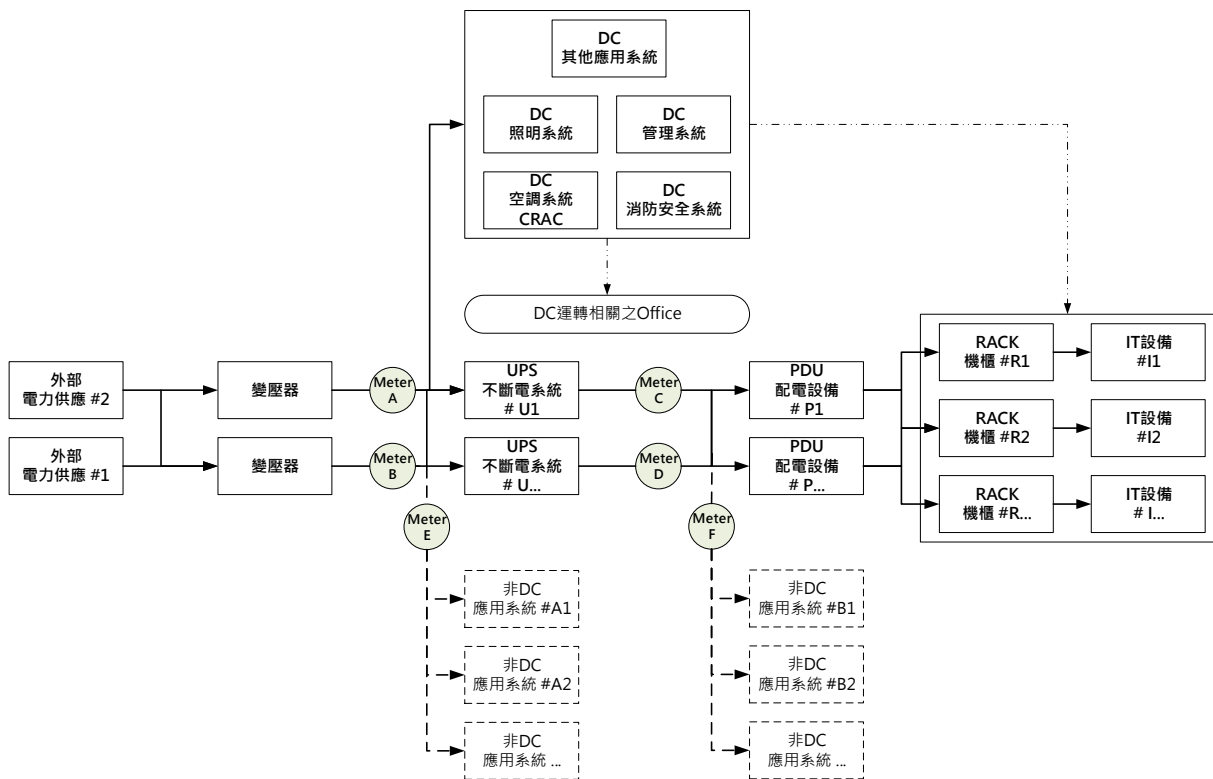 DC
其他應用系統
DC
照明系統
DC
管理系統
DC
空調系統
CRAC
DC
消防安全系統
DC運轉相關之Office
外部
電力供應 #2
變壓器
Meter
A
UPS
不斷電系統
# U1
Meter
C
PDU
配電設備
# P1
RACK
機櫃 #R1
IT設備
#I1
外部
電力供應 #1
變壓器
Meter
B
UPS
不斷電系統
# U...
Meter
D
PDU
配電設備
# P...
RACK
機櫃 #R2
IT設備
#I2
RACK
機櫃 #R...
IT設備
# I...
Meter
E
Meter
F
非DC
應用系統 #A1
非DC
應用系統 #B1
非DC
應用系統 #A2
非DC
應用系統 #B2
非DC
應用系統 ...
非DC
應用系統 ...